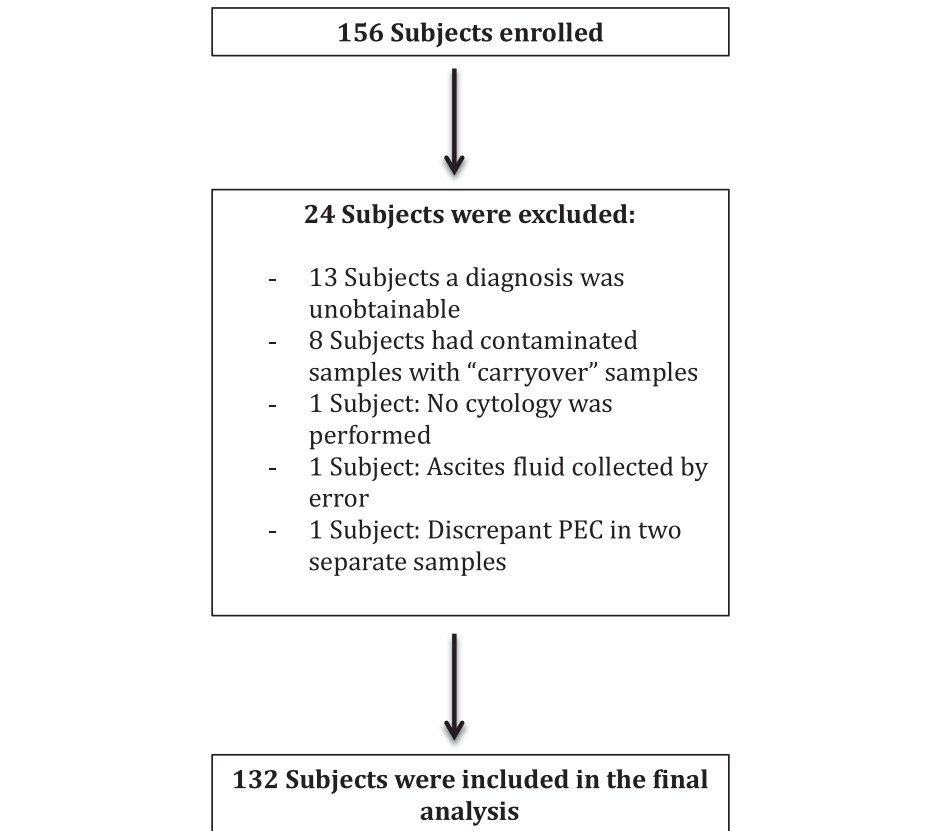 156 Subjects enrolled
24 Subjects were excluded:
- 13 Subjects a diagnosis was
unobtainable
- 8 Subjects had contaminated
samples with “carryover” samples
- 1 Subject: No cytology was
performed
- 1 Subject: Ascites fluid collected by
error
- 1 Subject: Discrepant PEC in two
separate samples
132 Subjects were included in the final
analysis